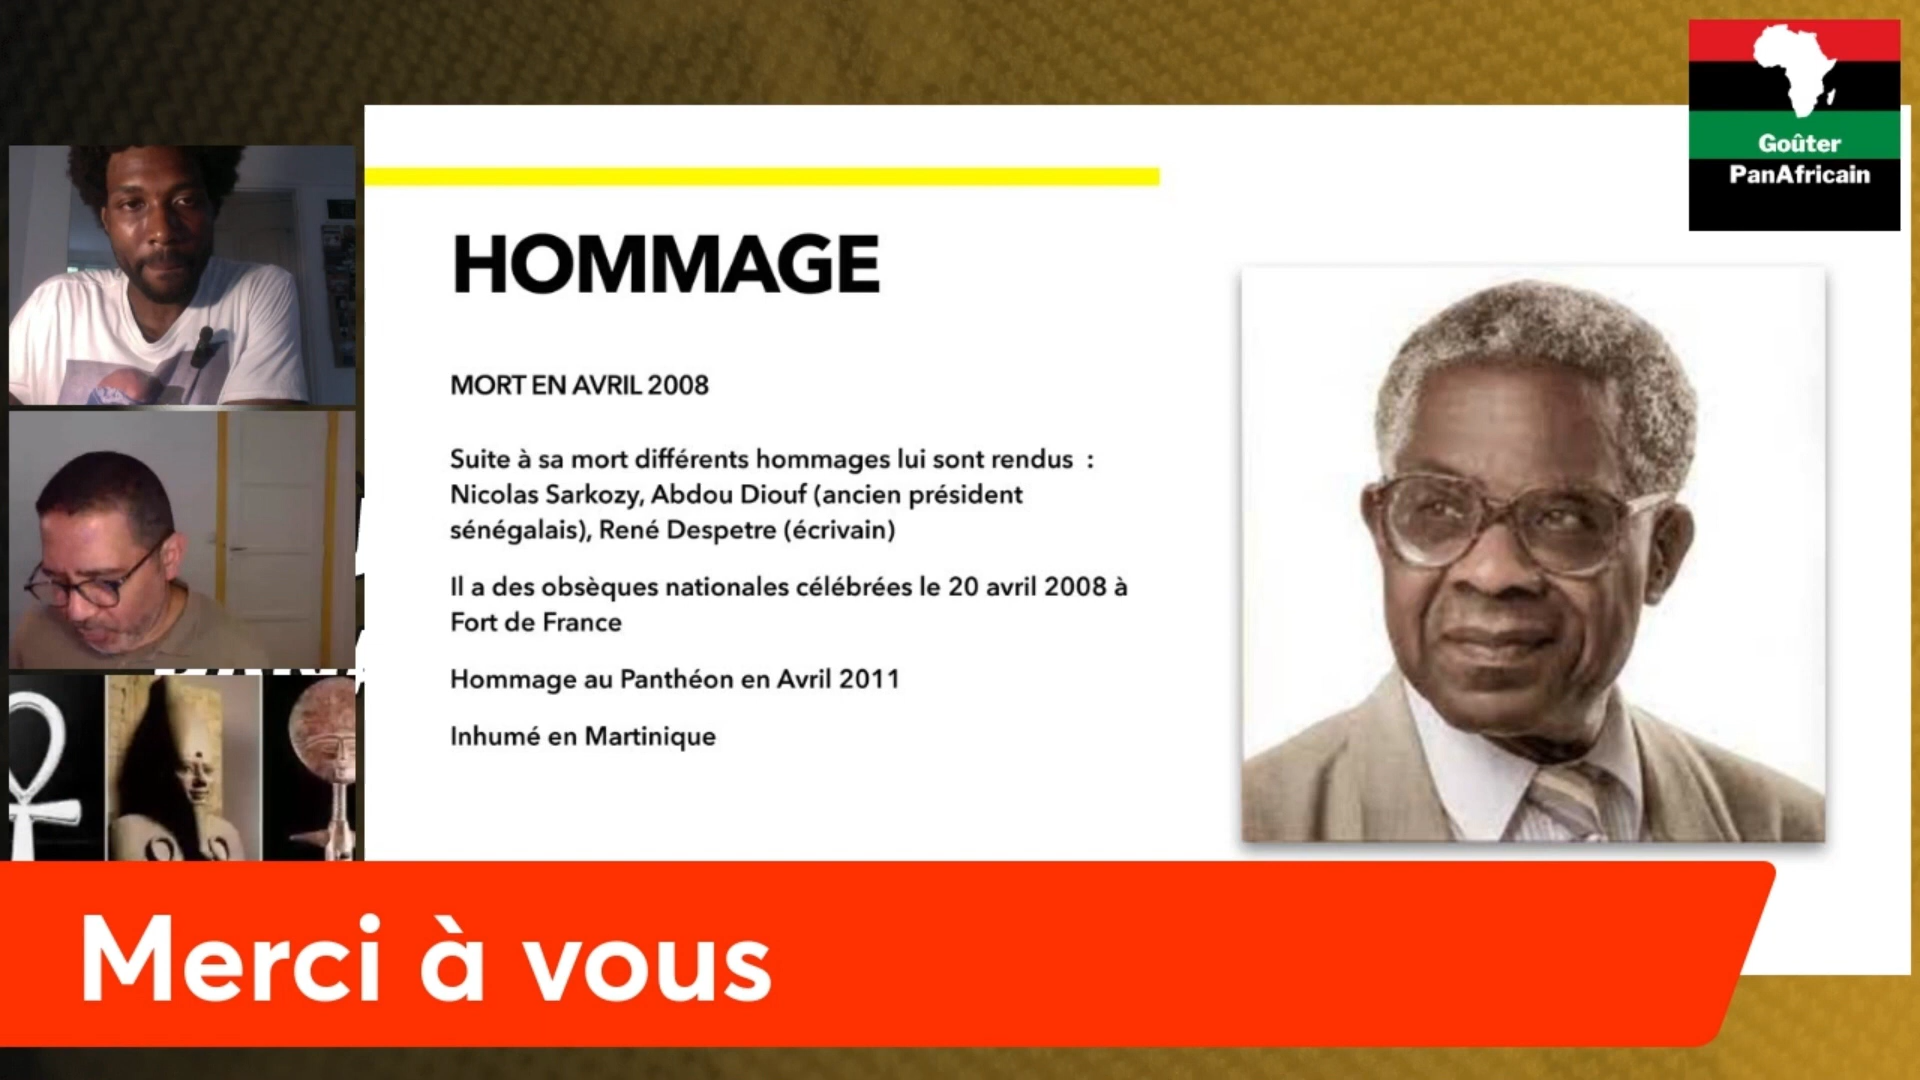 Goûter
PanAfricain
HOMMAGE
MORT EN AVRIL 2008
Suite à sa mort différents hommages lui sont rendus :
Nicolas Sarkozy, Abdou Diouf (ancien président
sénégalais), René Despetre (écrivain)
Il a des obsèques nationales célébrées le 20 avril 2008 à
Fort de France
Hommage au Panthéon en Avril 2011
Inhumé en Martinique
Merci à vous